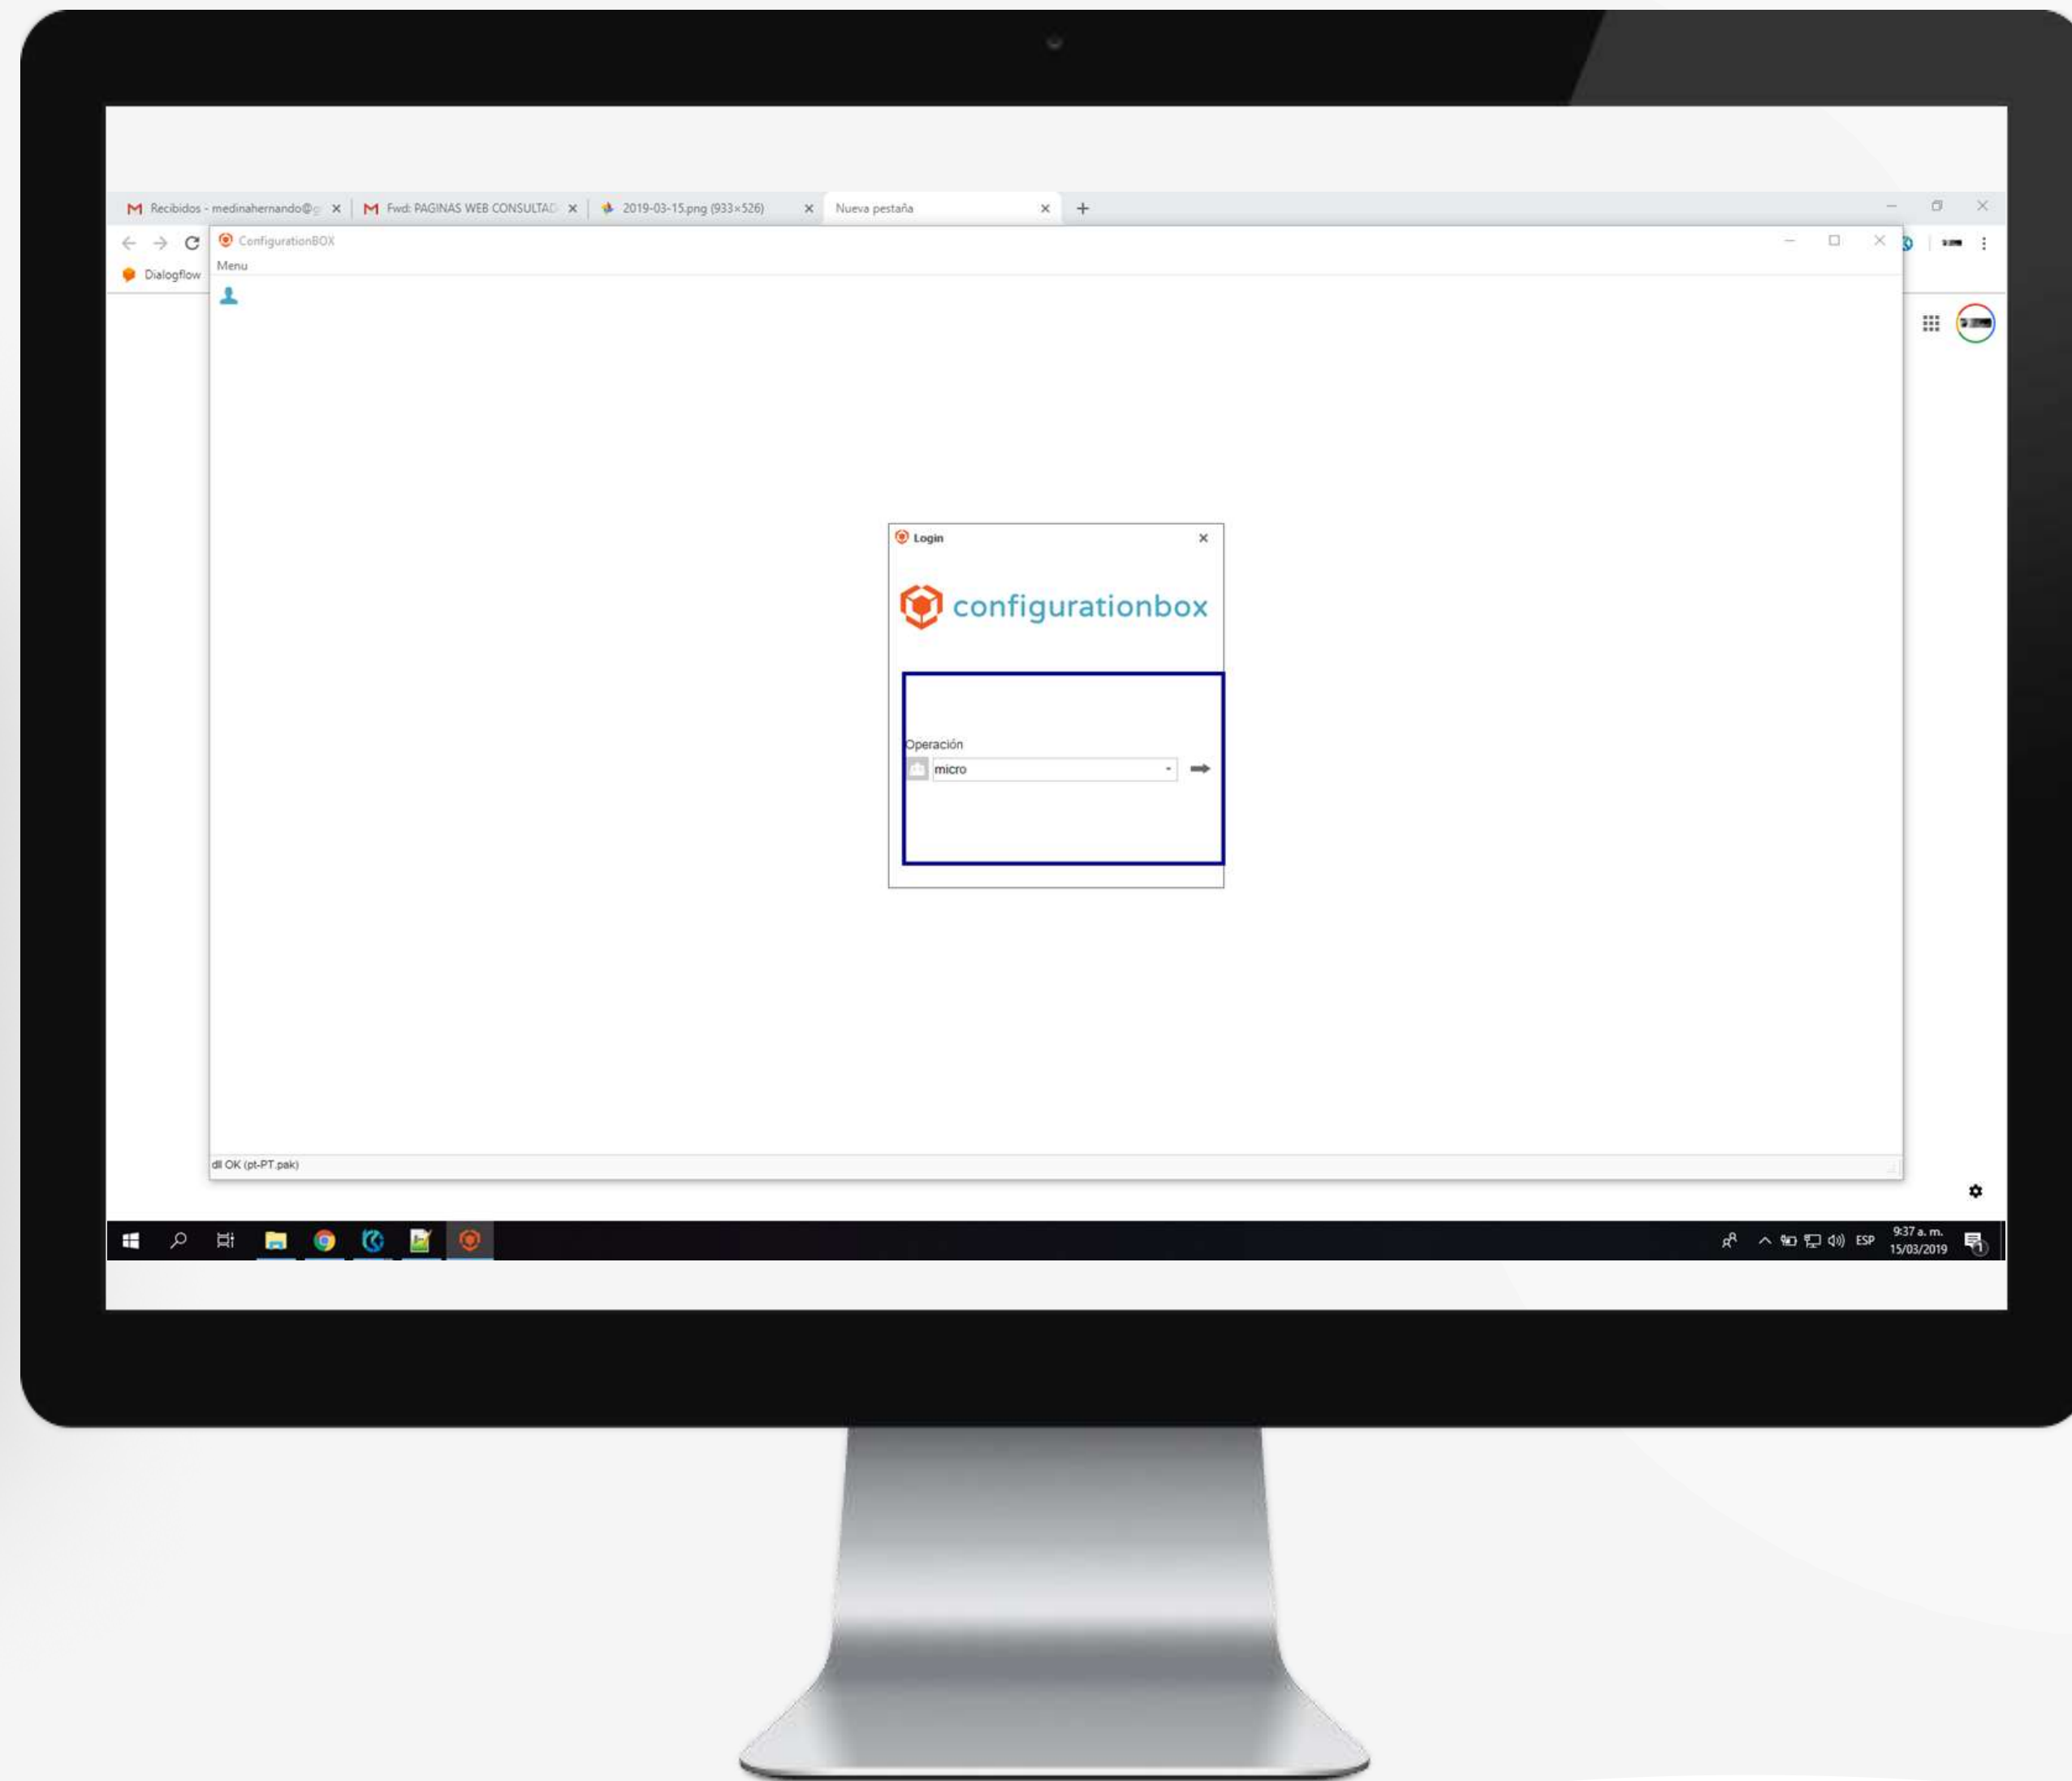 Recibidos - medinahernando@g
Fwd: PAGINAS WEB CONSULTAD
2019-03-15.png (933×526)
Nueva pestaña
ConfigurationBOX
Dialogflow
Menu
Login
configurationbox
Operación
micro
dll OK (pt-PT.pak)
ESP
9:37 a. m.
15/03/2019
1